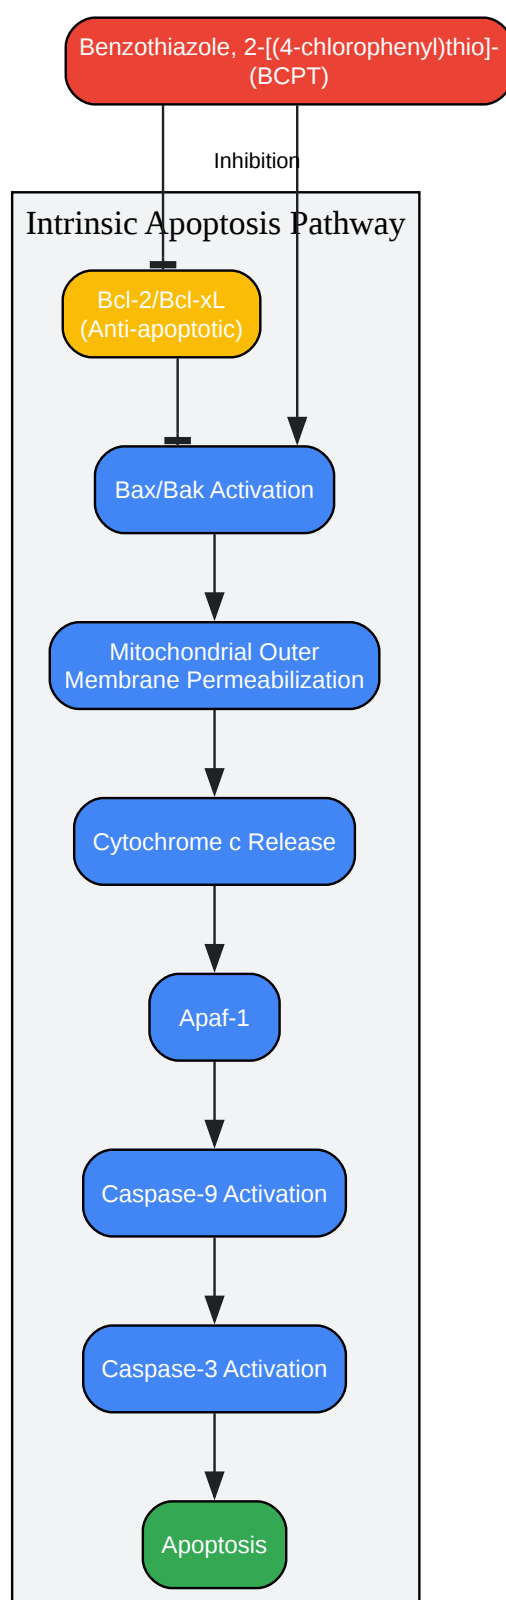 Benzothiazole, 2-[(4-chlorophenyl)thio]-
(BCPT)
Inhibition
Intrinsic Apoptosis Pathway
Bcl-2/Bcl-xL
(Anti-apoptotic)
Bax/Bak Activation
Mitochondrial Outer
Membrane Permeabilization
Cytochrome c Release
Apaf-1
Caspase-9 Activation
Caspase-3 Activation
Apoptosis